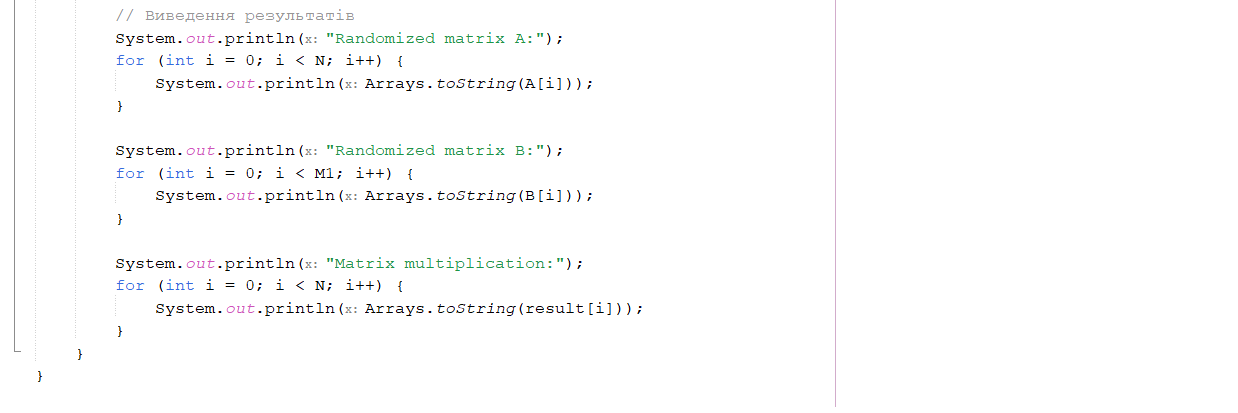 // Виведення результатів
System.out.println(x: "Randomized matrix A:");
for (int i = 0; i < N; i++) {
System.out.println(x: Arrays.toString(A[i]));
}
System.out.println(x: "Randomized matrix B:");
for (int i = 0; i < M1; i++) {
System.out.println(x: Arrays.toString(B[i]));
}
System.out.println(x: "Matrix multiplication:");
for (int i = 0; i < N; i++) {
System.out.println(x: Arrays.toString(result[i]));
}
}
}